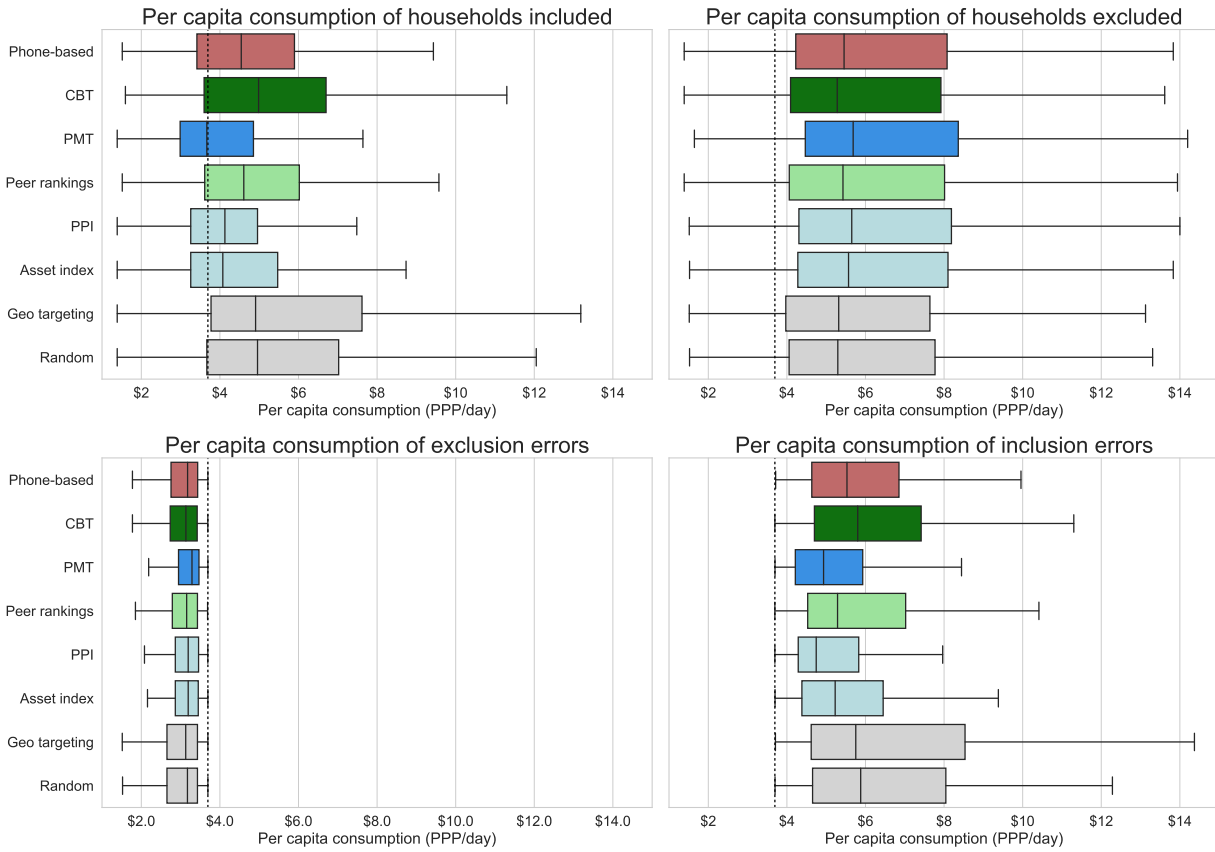 Per capita consumption of households included
Per capita consumption of households excluded
Phone-based
CBT
PMT
Peer rankings
PPI
Asset index
Geo targeting
Random
$2 $4 $6 $8 $10 $12 $14
Per capita consumption (PPP/day)
$2 $4 $6 $8 $10 $12 $14
Per capita consumption (PPP/day)
Per capita consumption of exclusion errors
Per capita consumption of inclusion errors
Phone-based
CBT
PMT
Peer rankings
PPI
Asset index
Geo targeting
Random
$2.0 $4.0 $6.0 $8.0 $10.0 $12.0 $14.0
Per capita consumption (PPP/day)
$2 $4 $6 $8 $10 $12 $14
Per capita consumption (PPP/day)